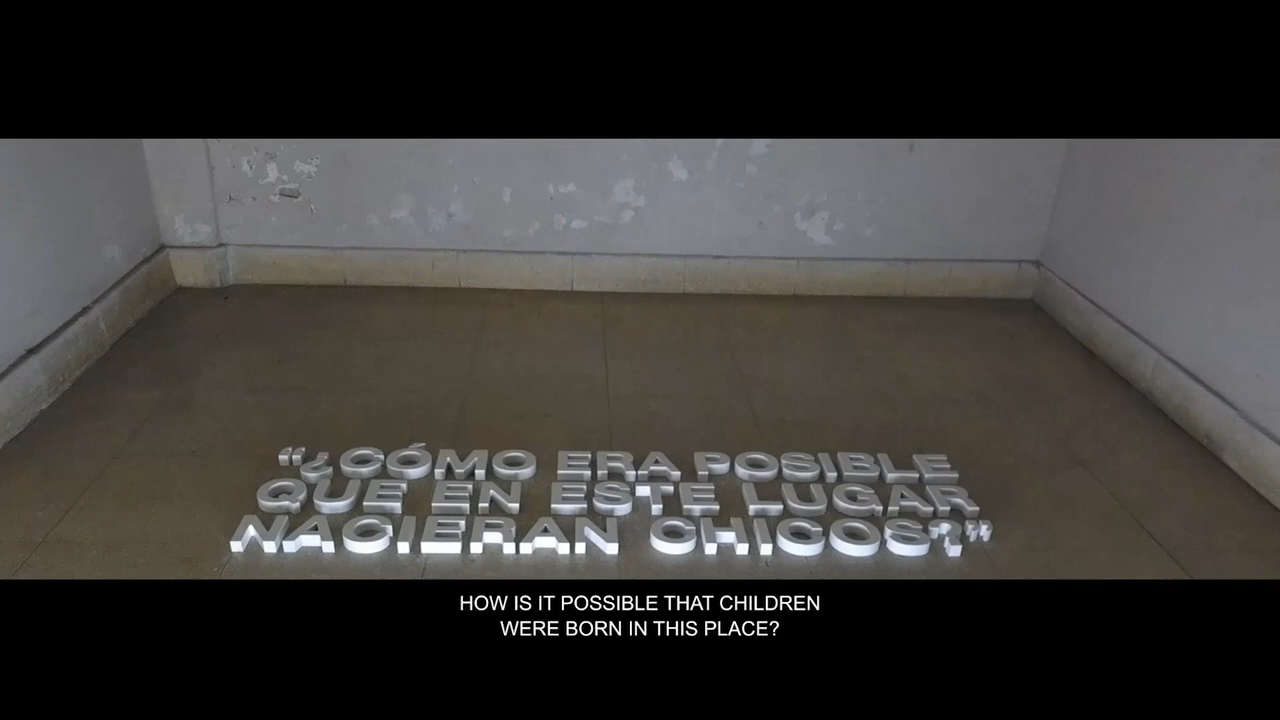 "¿CÓMO ERA POSIBLE
QUE EN ESTE LUGAR
NACIERAN CHICOS?"
HOW IS IT POSSIBLE THAT CHILDREN
WERE BORN IN THIS PLACE?